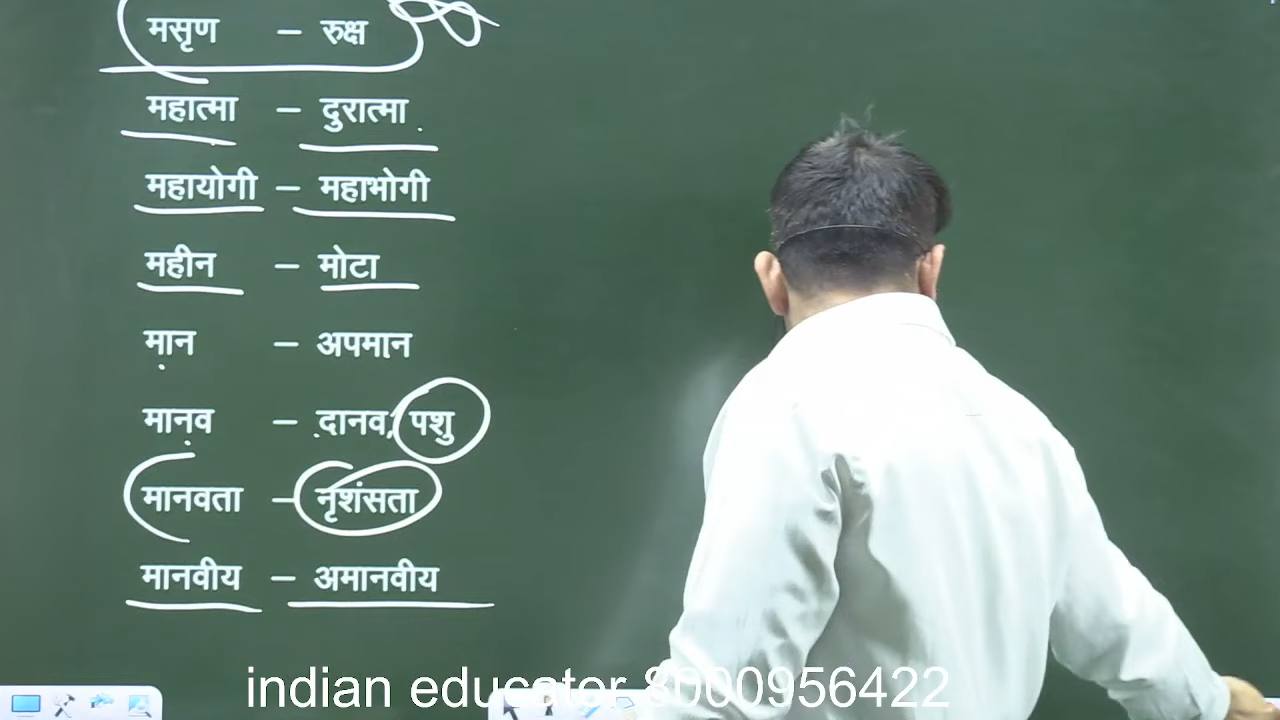 मसृण – रुक्ष
महात्मा – दुरात्मा
महायोगी – महाभोगी
महीन – मोटा
मान – अपमान
मानव – दानव, पशु
मानवता – नृशंसता
मानवीय – अमानवीय
indian educator 8000956422